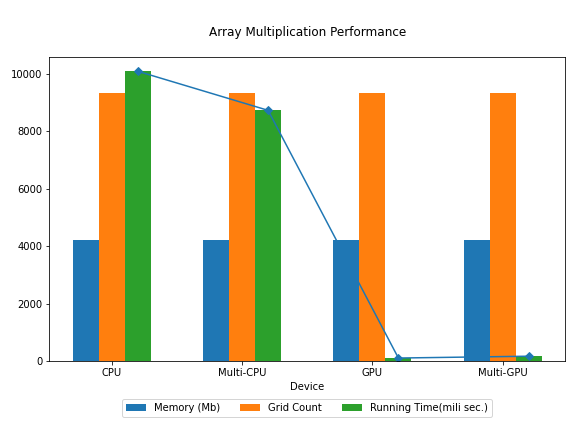 Array Multiplication Performance
10000
8000
6000
4000
2000
0
CPU Multi-CPU GPU Multi-GPU
Device
Memory (Mb) Grid Count Running Time(mili sec.)